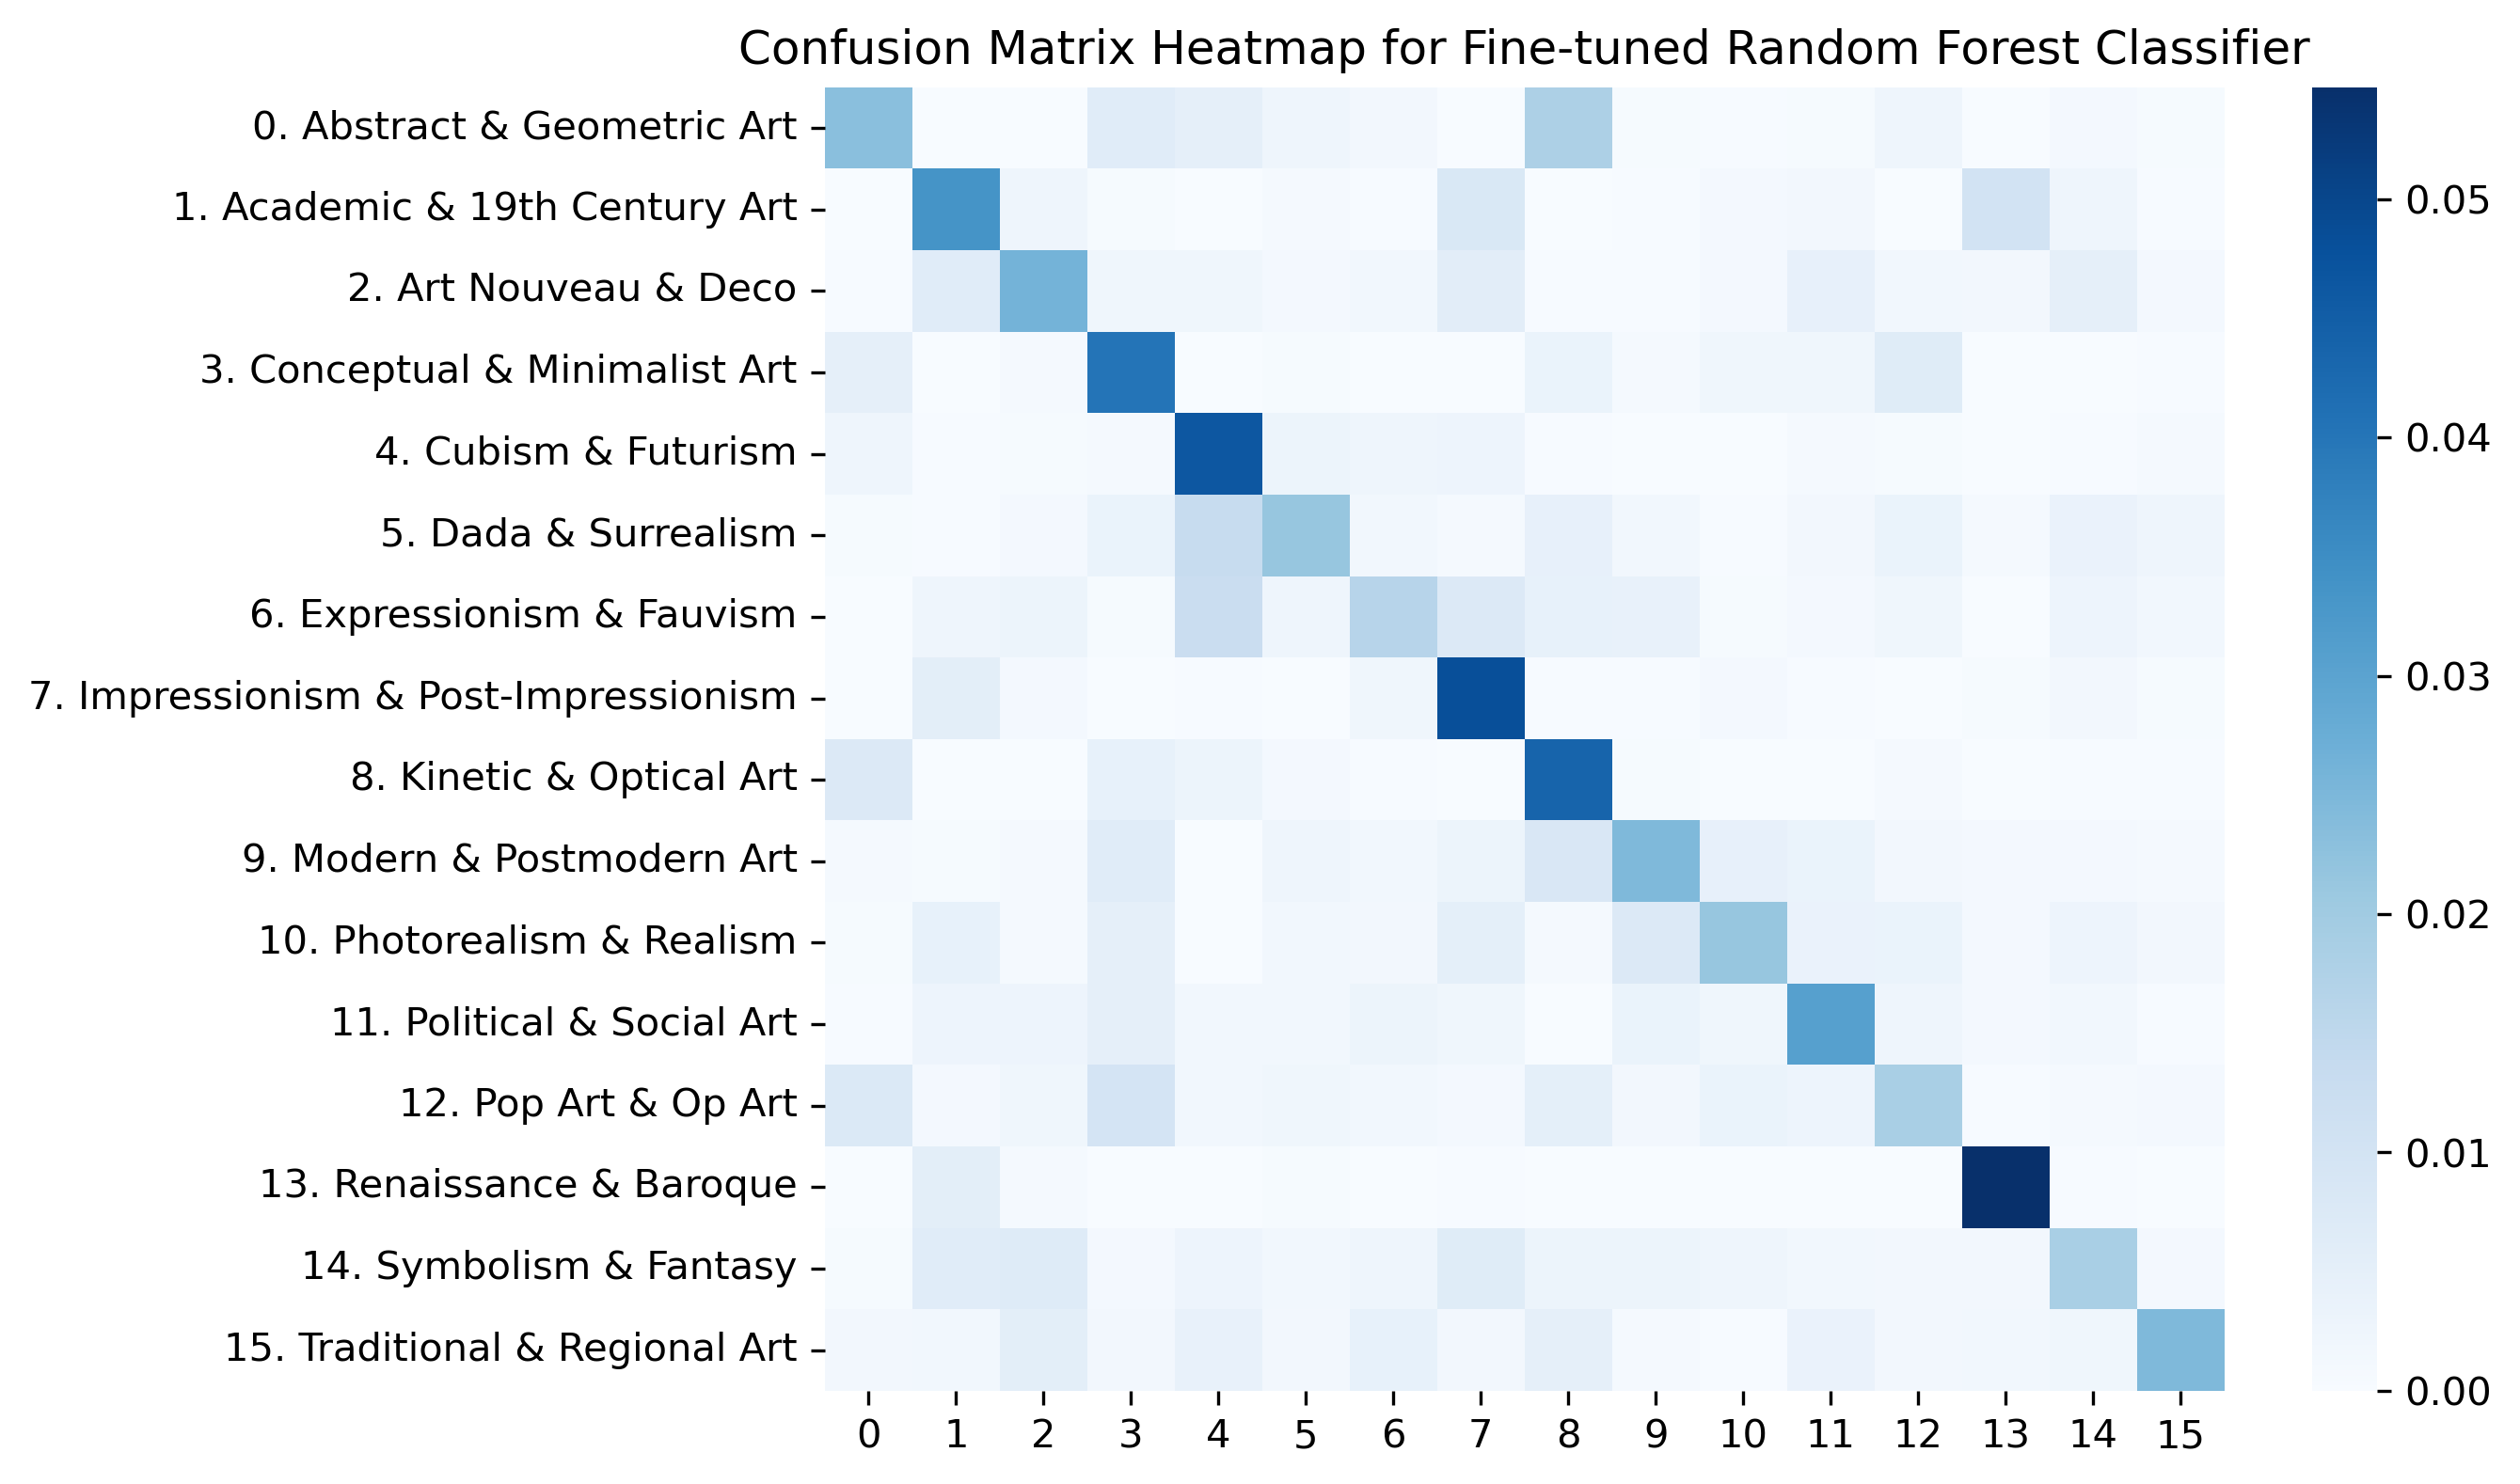 Confusion Matrix Heatmap for Fine-tuned Random Forest Classifier
0. Abstract & Geometric Art
1. Academic & 19th Century Art
2. Art Nouveau & Deco
3. Conceptual & Minimalist Art
4. Cubism & Futurism
5. Dada & Surrealism
6. Expressionism & Fauvism
7. Impressionism & Post-Impressionism
8. Kinetic & Optical Art
9. Modern & Postmodern Art
10. Photorealism & Realism
11. Political & Social Art
12. Pop Art & Op Art
13. Renaissance & Baroque
14. Symbolism & Fantasy
15. Traditional & Regional Art
0 1 2 3 4 5 6 7 8 9 10 11 12 13 14 15
0.05
0.04
0.03
0.02
0.01
0.00